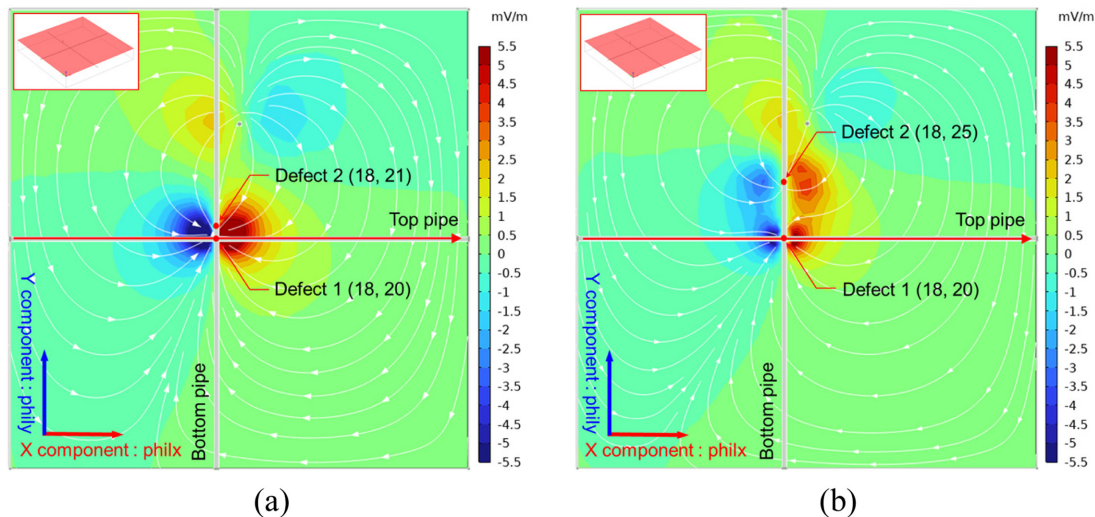 mV/m
5.5
5
4.5
4
3.5
3
2.5
2
1.5
1
0.5
0
-0.5
-1
-1.5
-2
-2.5
-3
-3.5
-4
-4.5
-5
-5.5
Defect 2 (18, 21)
Top pipe
Defect 1 (18, 20)
Y component : phily
X component : philx
Bottom pipe
(a)
mV/m
5.5
5
4.5
4
3.5
3
2.5
2
1.5
1
0.5
0
-0.5
-1
-1.5
-2
-2.5
-3
-3.5
-4
-4.5
-5
-5.5
Defect 2 (18, 25)
Top pipe
Defect 1 (18, 20)
Y component : phily
X component : philx
Bottom pipe
(b)